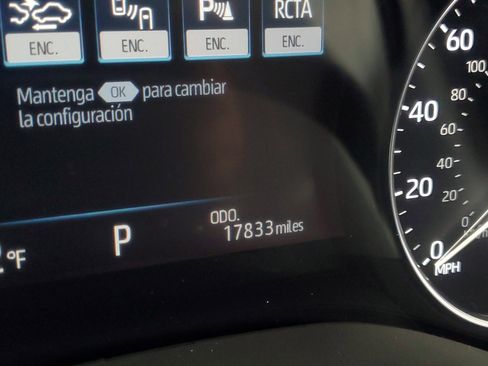 P RCTA
ENC. ENC. ENC. ENC.
Mantenga OK para cambiar
la configuración
°F P ODO.
17833 miles
60
100
80
40
60
40
20
20
0
0
MPH